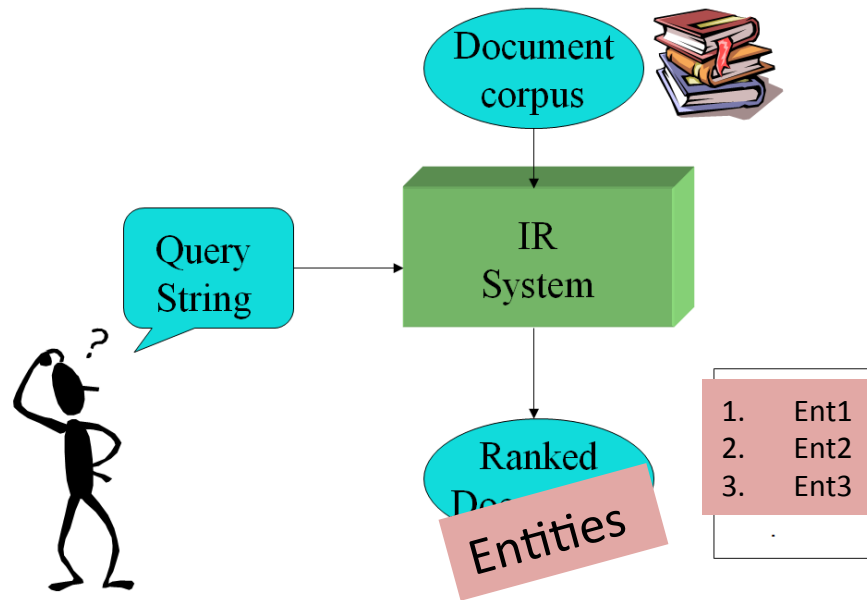 Document
corpus
IR
System
Query
String
?
Ranked
Entities
1. Ent1
2. Ent2
3. Ent3
.